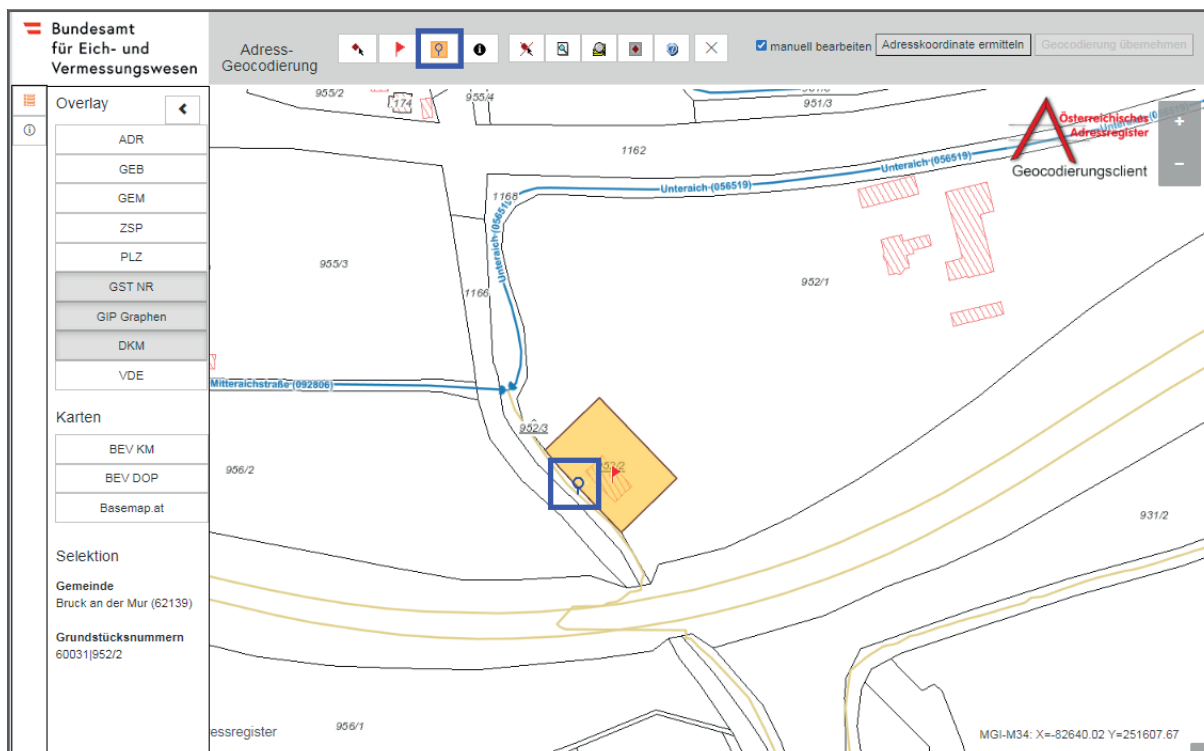 Bundesamt
für Eich- und
Vermessungswesen
Adress-
Geocodierung
manuell bearbeiten
Adresskoordinate ermitteln
Geocodierung übernehmen
Overlay
ADR
GEB
GEM
ZSP
PLZ
GST NR
GIP Graphen
DKM
VDE
Karten
BEV KM
BEV DOP
Basemap.at
Selektion
Gemeinde
Bruck an der Mur (62139)
Grundstücksnummern
60031|952/2
955/2
174
955/4
951/3
1162
Österreichisches
Adressregister
Geocodierungsclient
+
−
Unteraich (056519)
Unteraich (056519)
1168
955/3
952/1
1166
Mitteraichstraße (092806)
952/3
956/2
931/2
956/1
essregister
MGI-M34: X=-82640.02 Y=251607.67